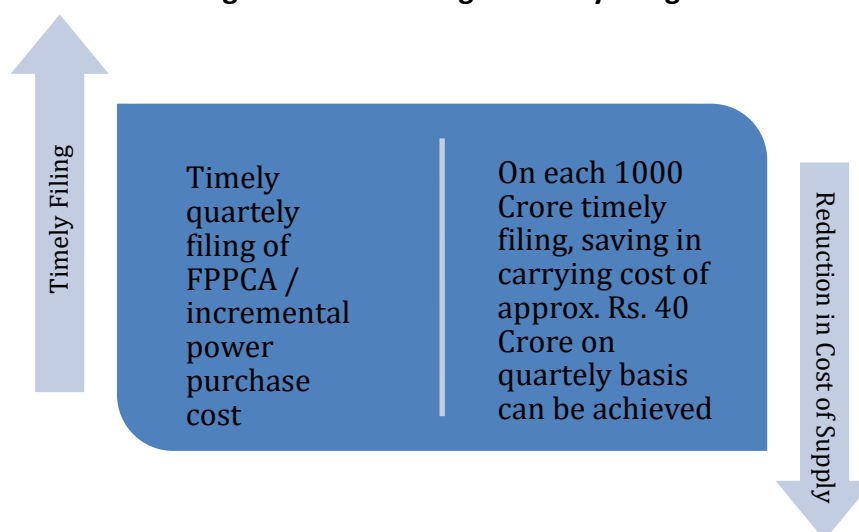 Timely Filing
Timely
quartely
filing of
FPPCA /
incremental
power
purchase
cost
On each 1000
Crore timely
filing, saving in
carrying cost of
approx. Rs. 40
Crore on
quartely basis
can be achieved
Reduction in Cost of Supply